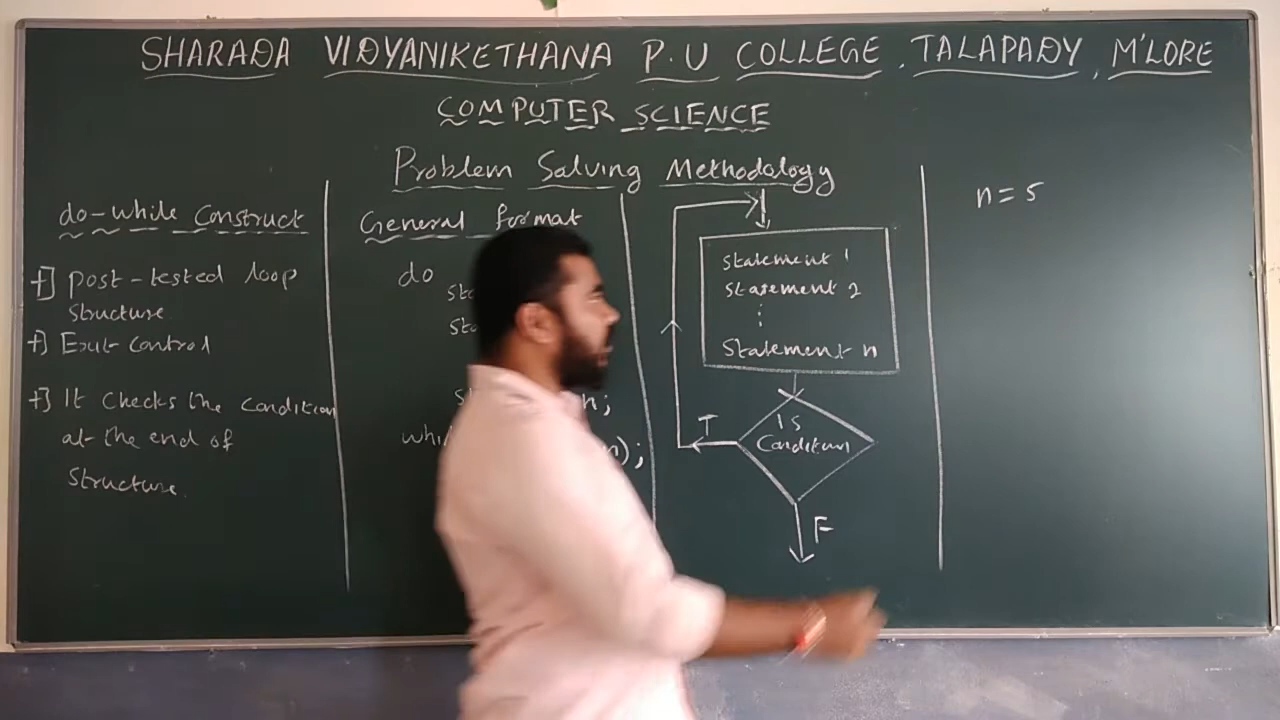 SHARADA VIDYANIKETHANA P.U COLLEGE, TALAPADY, M'LORE
COMPUTER SCIENCE
Problem Solving Methodology
do-while Construct
Post-tested loop
Structure.
Exit control
It checks the condition
at the end of
Structure.
General format
do
n;
n);
Statement 1
Statement 2
⋮
Statement n
Is
Condition
T
F
n = 5